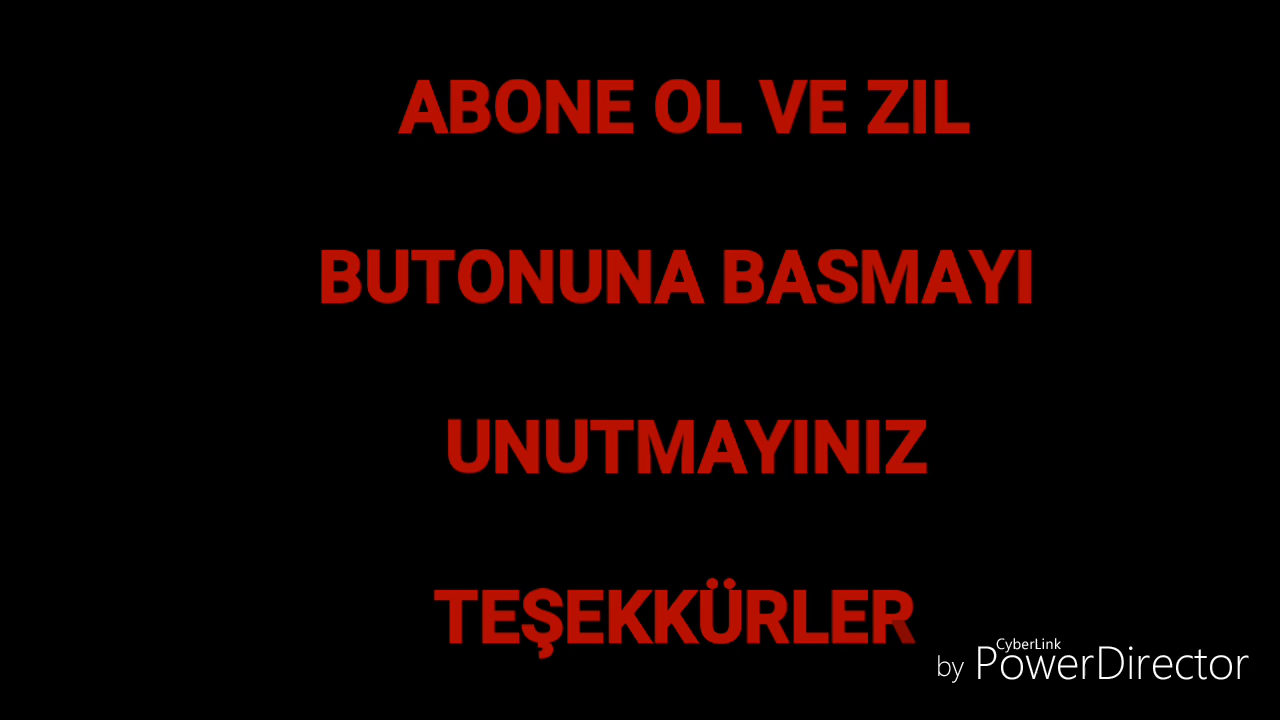 ABONE OL VE ZIL
BUTONUNA BASMAYI
UNUTMAYINIZ
TEŞEKKÜRLER
CyberLink
by PowerDirector